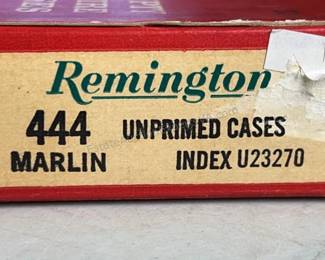 Remington
444 UNPRIMED CASES
MARLIN INDEX U23270